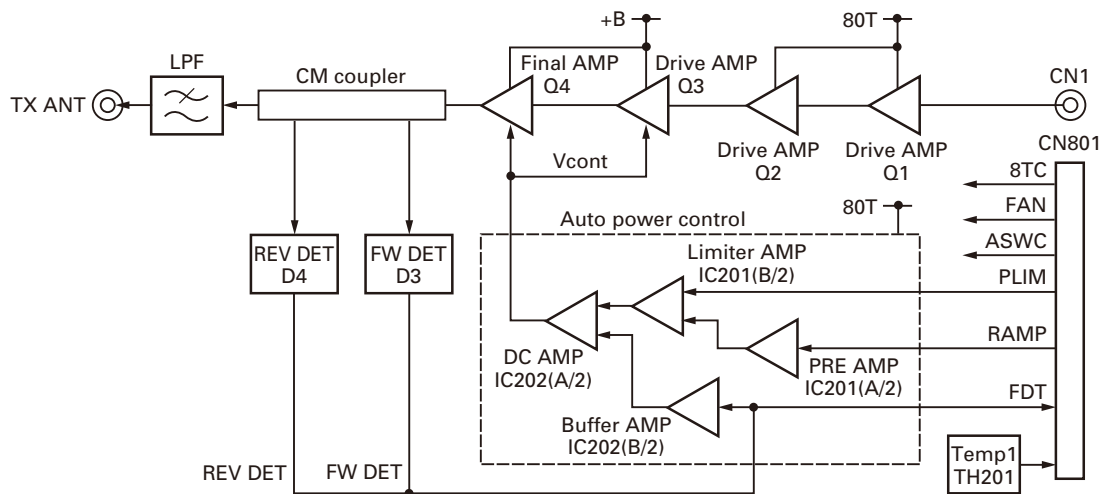 +B
80T
LPF
CM coupler
Final AMP
Q4
Drive AMP
Q3
CN1
TX ANT
Drive AMP
Q2
Drive AMP
Q1
CN801
Vcont
8TC
80T
FAN
Auto power control
ASWC
REV DET
D4
FW DET
D3
Limiter AMP
IC201(B/2)
PLIM
RAMP
DC AMP
IC202(A/2)
PRE AMP
IC201(A/2)
FDT
Buffer AMP
IC202(B/2)
Temp1
TH201
REV DET
FW DET